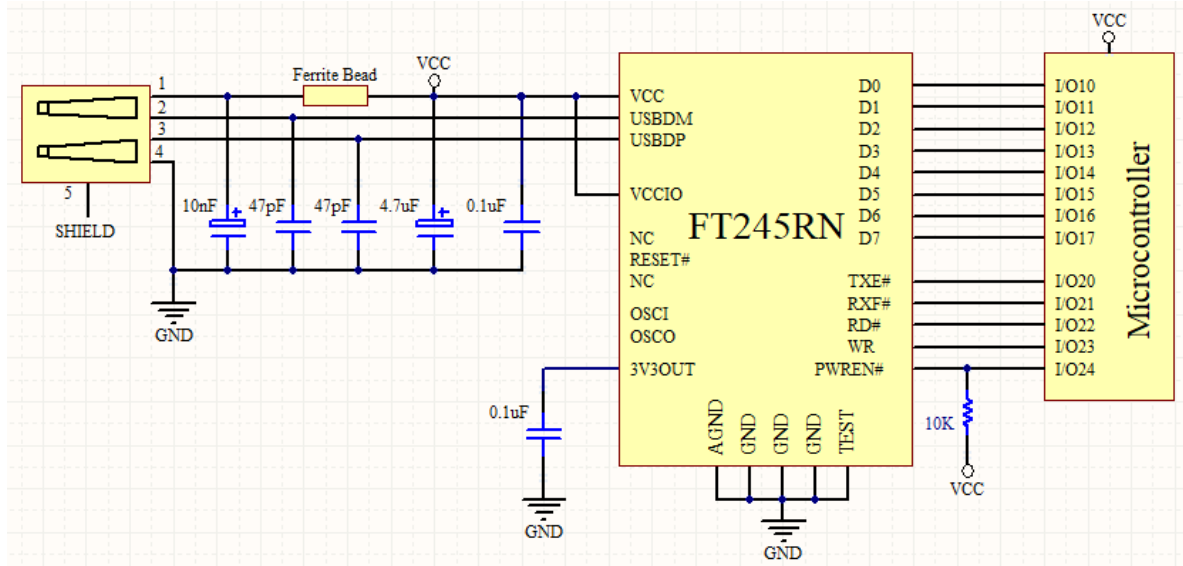 1
2
3
4
5
SHIELD
GND
Ferrite Bead
VCC
10nF
47pF
47pF
4.7uF
0.1uF
+
+
VCC
USBDM
USBDP
VCCIO
NC
RESET#
NC
OSCI
OSCO
3V3OUT
0.1uF
GND
FT245RN
D0
D1
D2
D3
D4
D5
D6
D7
TXE#
RXF#
RD#
WR
PWREN#
AGND
GND
GND
GND
TEST
GND
10K
VCC
VCC
I/O10
I/O11
I/O12
I/O13
I/O14
I/O15
I/O16
I/O17
I/O20
I/O21
I/O22
I/O23
I/O24
Microcontroller